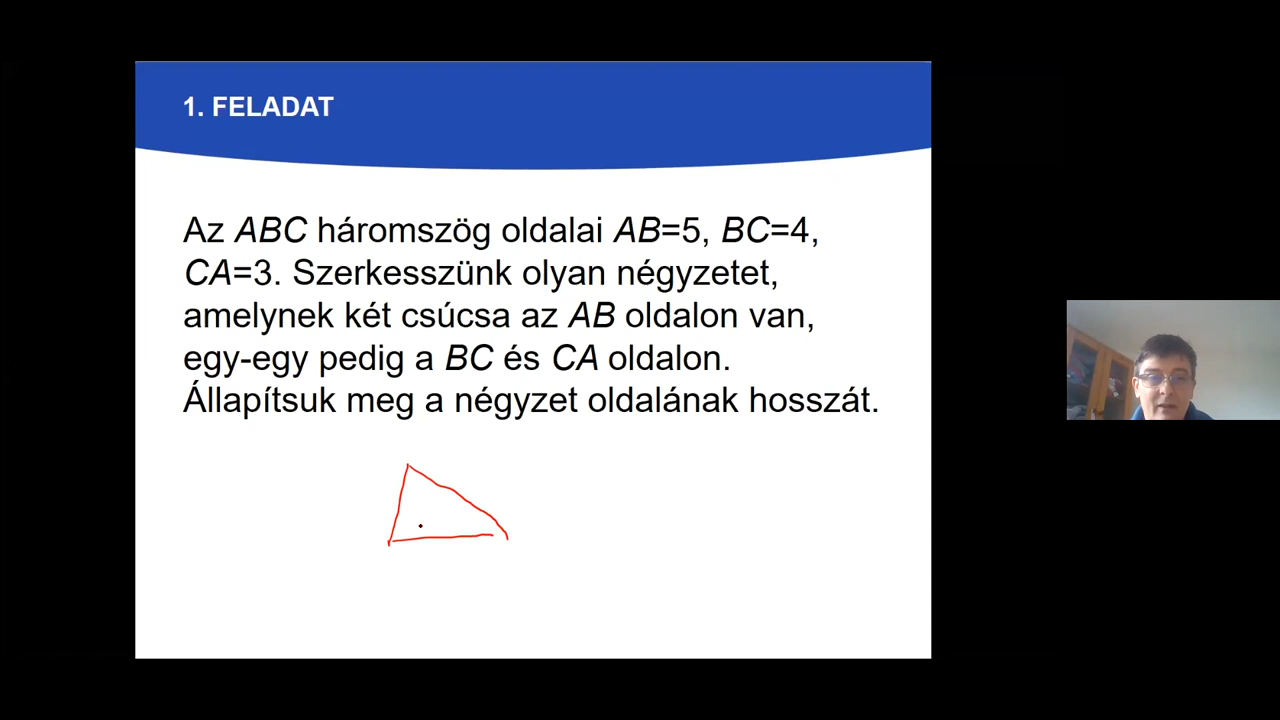 1. FELADAT
Az ABC háromszög oldalai AB=5, BC=4,
CA=3. Szerkesszünk olyan négyzetet,
amelynek két csúcsa az AB oldalon van,
egy-egy pedig a BC és CA oldalon.
Állapítsuk meg a négyzet oldalának hosszát.